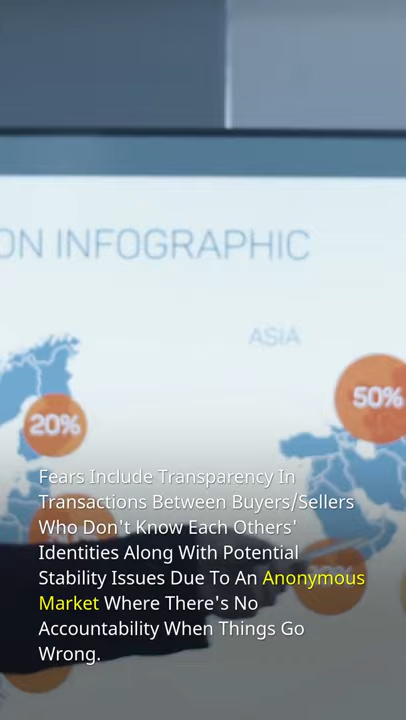 ON INFOGRAPHIC
ASIA
50%
20%
Fears Include Transparency In
Transactions Between Buyers/Sellers
Who Don't Know Each Others'
Identities Along With Potential
Stability Issues Due To An Anonymous
Market Where There's No
Accountability When Things Go
Wrong.